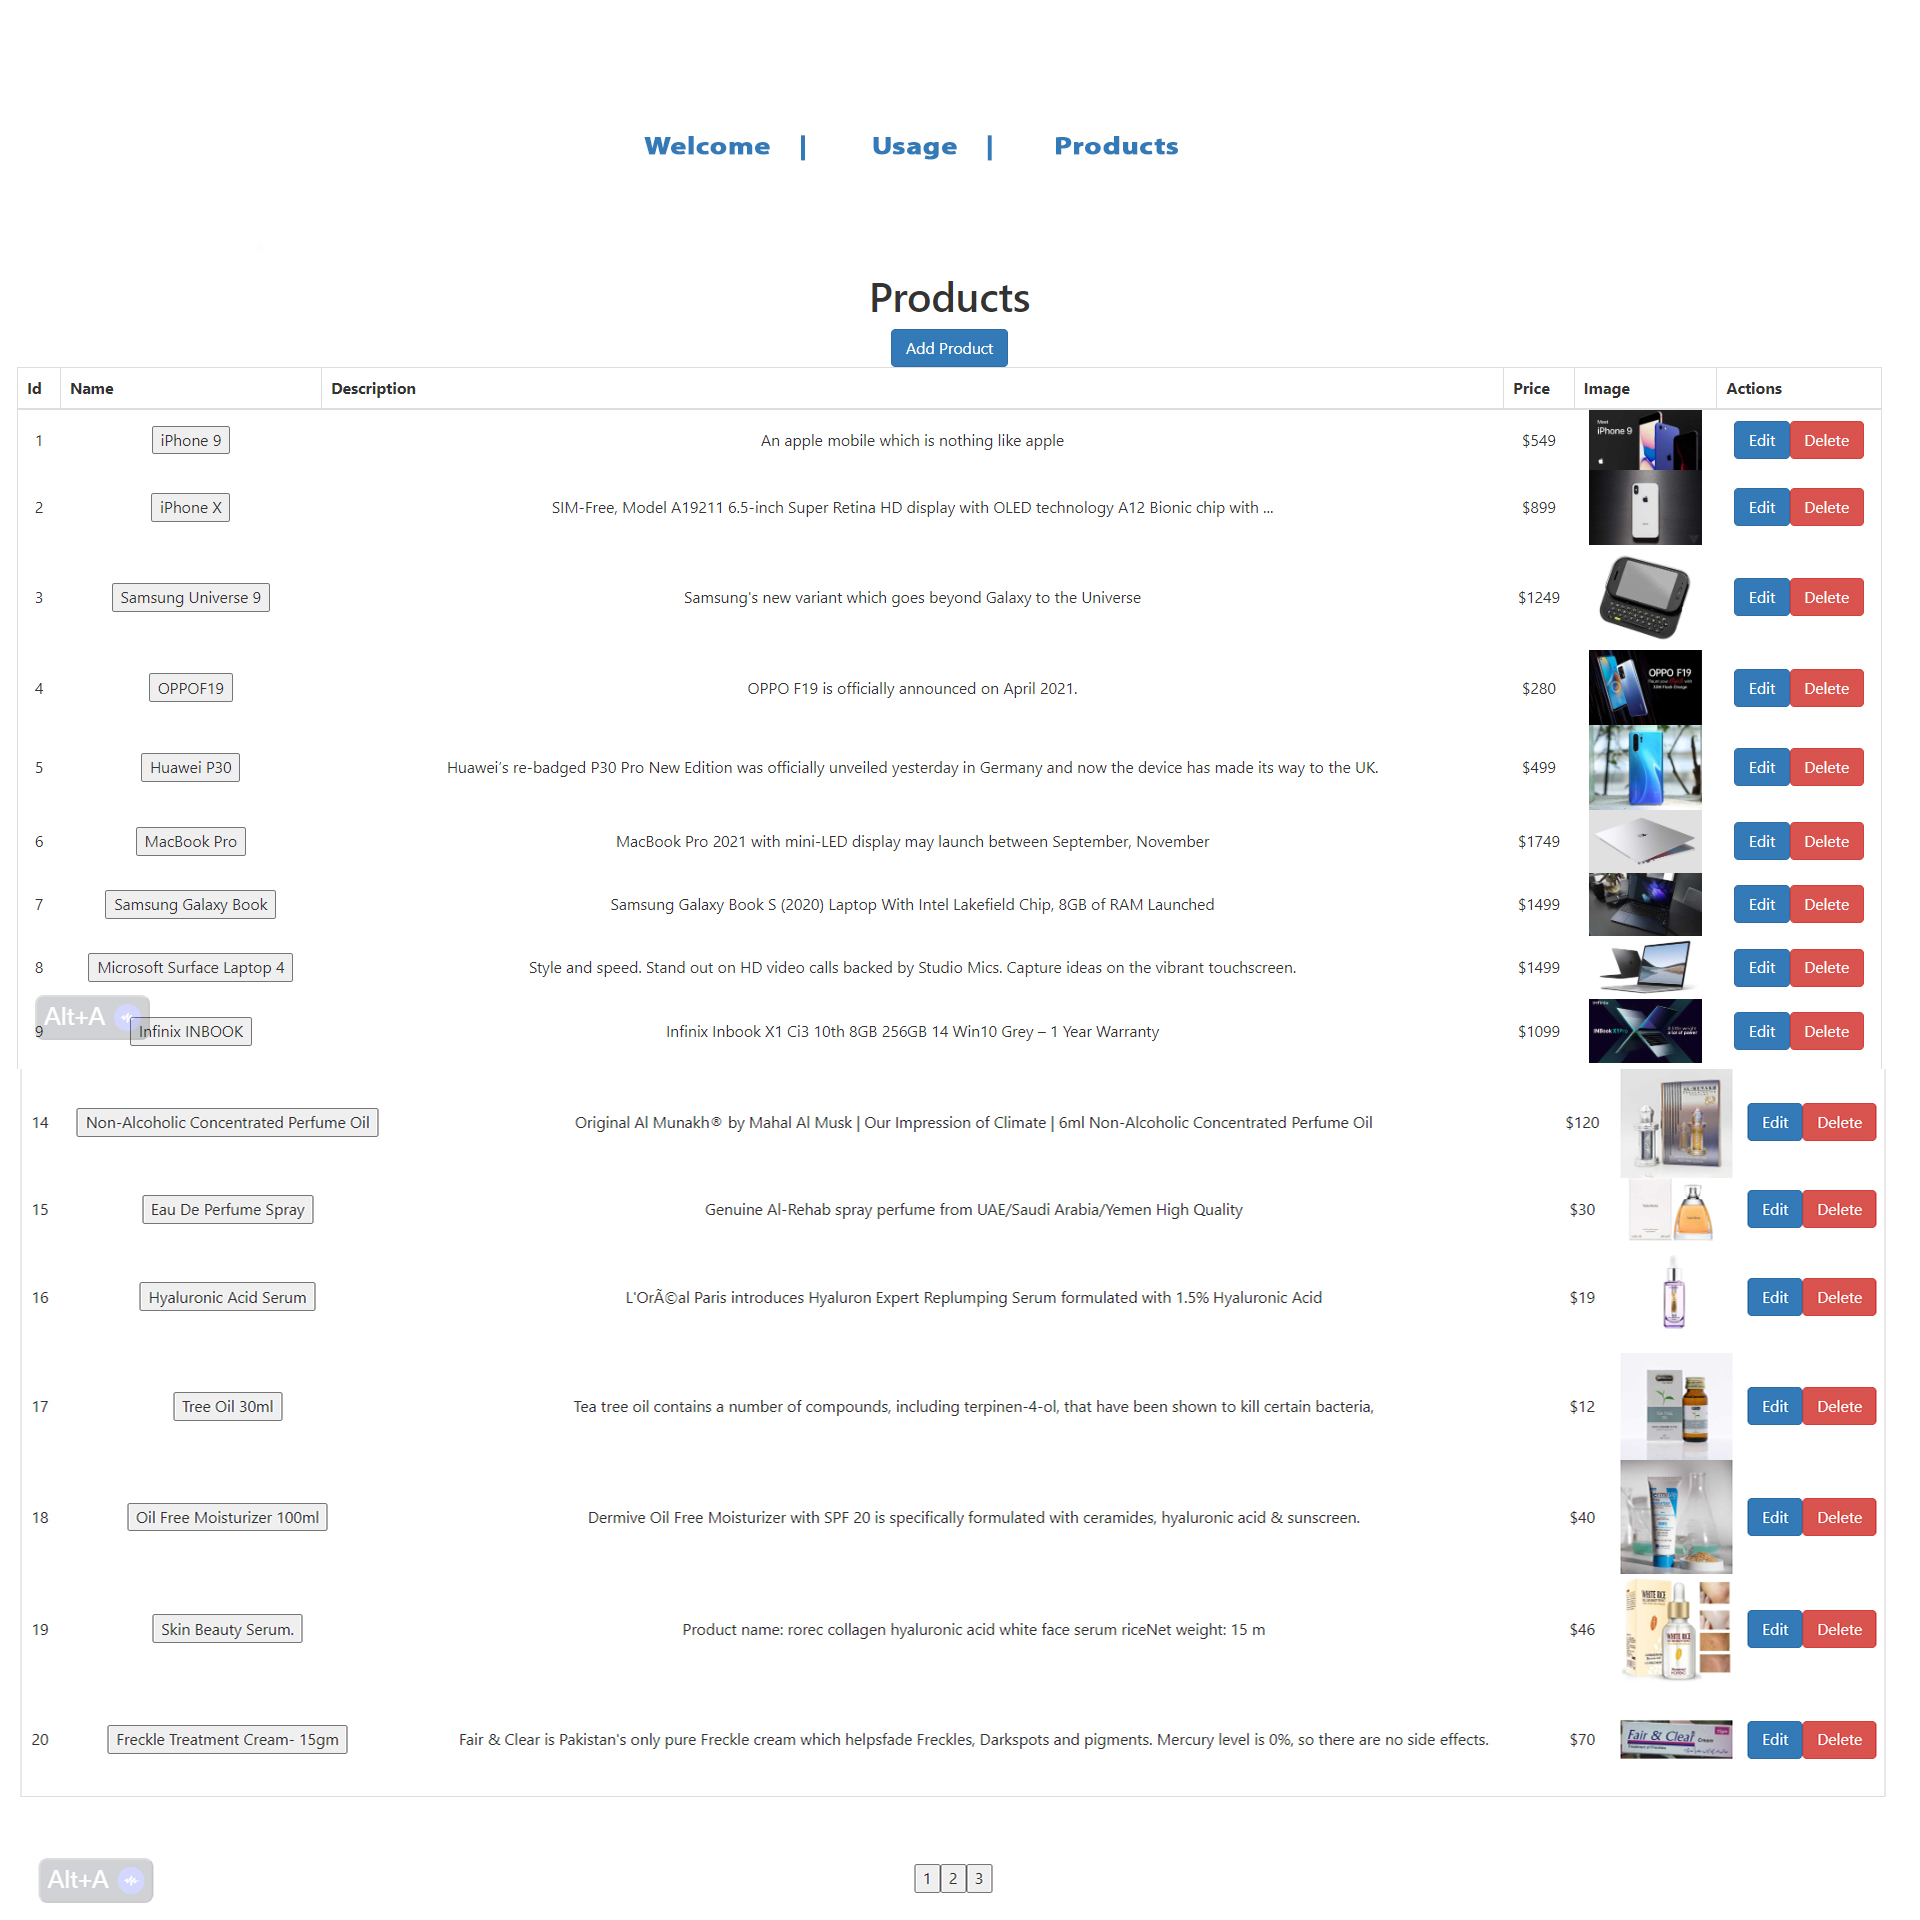 Welcome | Usage | Products
Products
Add Product
Id Name Description Price Image Actions
1 iPhone 9 An apple mobile which is nothing like apple $549 Meet iPhone 9 Edit Delete
2 iPhone X SIM-Free, Model A19211 6.5-inch Super Retina HD display with OLED technology A12 Bionic chip with ... $899 Edit Delete
3 Samsung Universe 9 Samsung's new variant which goes beyond Galaxy to the Universe $1249 Edit Delete
4 OPPOF19 OPPO F19 is officially announced on April 2021. $280 OPPO F19 Edit Delete
5 Huawei P30 Huawei’s re-badged P30 Pro New Edition was officially unveiled yesterday in Germany and now the device has made its way to the UK. $499 Edit Delete
6 MacBook Pro MacBook Pro 2021 with mini-LED display may launch between September, November $1749 Edit Delete
7 Samsung Galaxy Book Samsung Galaxy Book S (2020) Laptop With Intel Lakefield Chip, 8GB of RAM Launched $1499 Edit Delete
8 Microsoft Surface Laptop 4 Style and speed. Stand out on HD video calls backed by Studio Mics. Capture ideas on the vibrant touchscreen. $1499 Edit Delete
Alt+A
9 Infinix INBOOK Infinix Inbook X1 Ci3 10th 8GB 256GB 14 Win10 Grey – 1 Year Warranty $1099 Infinix INBook X1 Pro Edit Delete
14 Non-Alcoholic Concentrated Perfume Oil Original Al Munakh® by Mahal Al Musk | Our Impression of Climate | 6ml Non-Alcoholic Concentrated Perfume Oil $120 Edit Delete
15 Eau De Perfume Spray Genuine Al-Rehab spray perfume from UAE/Saudi Arabia/Yemen High Quality $30 Edit Delete
16 Hyaluronic Acid Serum L'OrÃ©al Paris introduces Hyaluron Expert Replumping Serum formulated with 1.5% Hyaluronic Acid $19 Edit Delete
17 Tree Oil 30ml Tea tree oil contains a number of compounds, including terpinen-4-ol, that have been shown to kill certain bacteria, $12 Edit Delete
18 Oil Free Moisturizer 100ml Dermive Oil Free Moisturizer with SPF 20 is specifically formulated with ceramides, hyaluronic acid & sunscreen. $40 Edit Delete
19 Skin Beauty Serum. Product name: rorec collagen hyaluronic acid white face serum riceNet weight: 15 m $46 WHITE RICE Edit Delete
20 Freckle Treatment Cream- 15gm Fair & Clear is Pakistan's only pure Freckle cream which helpsfade Freckles, Darkspots and pigments. Mercury level is 0%, so there are no side effects. $70 Fair & Clear Cream Edit Delete
Alt+A
1 2 3